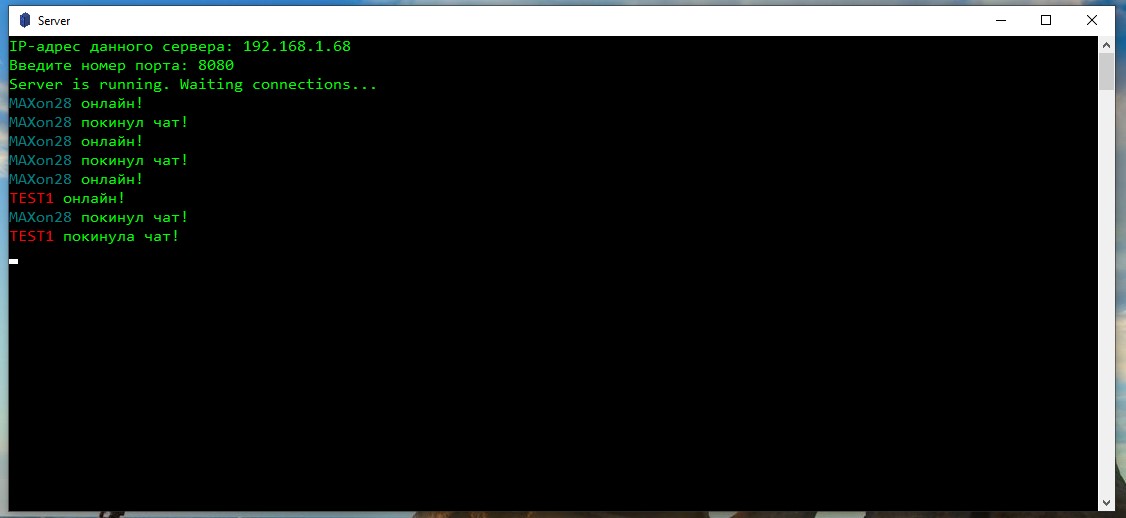 Server
IP-адрес данного сервера: 192.168.1.68
Введите номер порта: 8080
Server is running. Waiting connections...
MAXon28 онлайн!
MAXon28 покинул чат!
MAXon28 онлайн!
MAXon28 покинул чат!
MAXon28 онлайн!
TEST1 онлайн!
MAXon28 покинул чат!
TEST1 покинула чат!